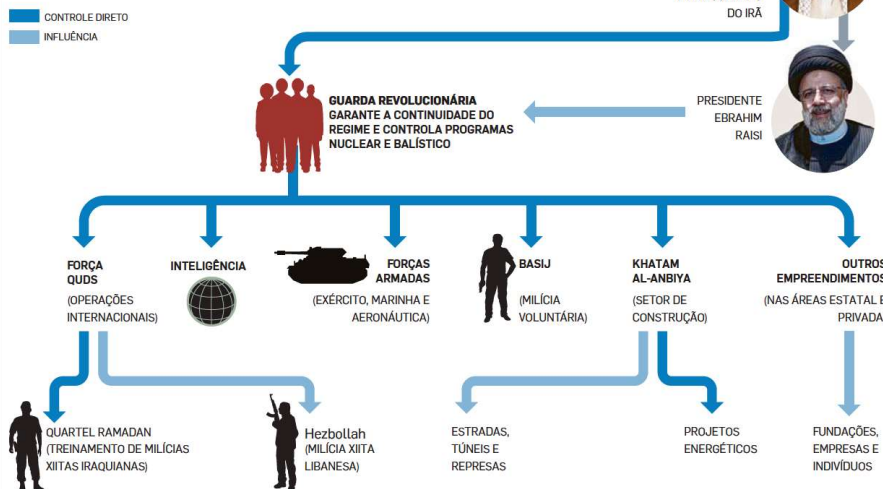 CONTROLE DIRETO
INFLUÊNCIA
DO IRÃ
GUARDA REVOLUCIONÁRIA
GARANTE A CONTINUIDADE DO
REGIME E CONTROLA PROGRAMAS
NUCLEAR E BALÍSTICO
PRESIDENTE
EBRAHIM
RAISI
FORÇA
QUDS
(OPERAÇÕES
INTERNACIONAIS)
INTELIGÊNCIA
FORÇAS
ARMADAS
(EXÉRCITO, MARINHA E
AERONÁUTICA)
BASIJ
(MILÍCIA
VOLUNTÁRIA)
KHATAM
AL-ANBIYA
(SETOR DE
CONSTRUÇÃO)
OUTROS
EMPREENDIMENTOS
(NAS ÁREAS ESTATAL E
PRIVADA
QUARTEL RAMADAN
(TREINAMENTO DE MILÍCIAS
XIITAS IRAQUIANAS)
Hezbollah
(MILÍCIA XIITA
LIBANESA)
ESTRADAS,
TÚNEIS E
REPRESAS
PROJETOS
ENERGÉTICOS
FUNDAÇÕES,
EMPRESAS E
INDIVÍDUOS